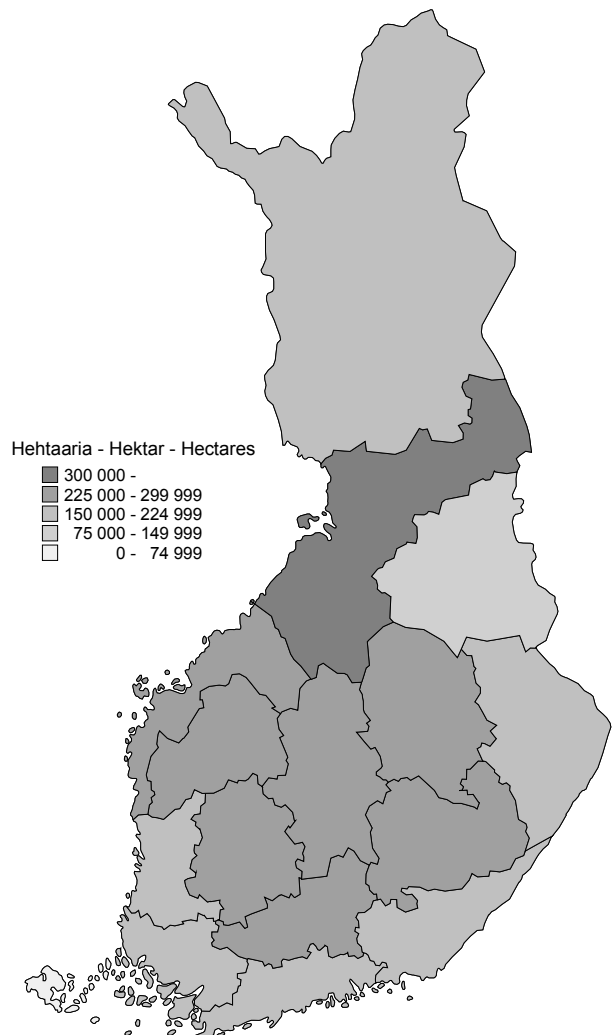 Hehtaaria - Hektar - Hectares
300 000 -
225 000 - 299 999
150 000 - 224 999
75 000 - 149 999
0 - 74 999